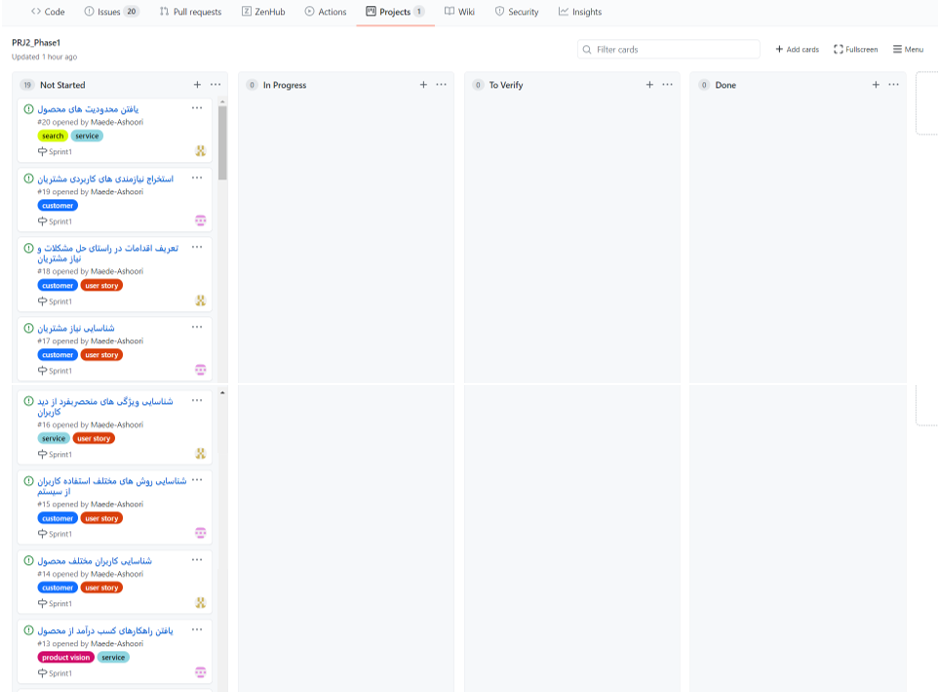 Code
Issues 20
Pull requests
ZenHub
Actions
Projects 1
Wiki
Security
Insights
PRJ2_Phase1
Updated 1 hour ago
Filter cards
+ Add cards
Fullscreen
Menu
19 Not Started
0 In Progress
0 To Verify
0 Done
یافتن محدودیت های محصول
#20 opened by Maede-Ashoori
search service
Sprint1
استخراج نیازمندی های کاربردی مشتریان
#19 opened by Maede-Ashoori
customer
Sprint1
تعریف اقدامات در راستای حل مشکلات و
نیاز مشتریان
#18 opened by Maede-Ashoori
customer user story
Sprint1
شناسایی نیاز مشتریان
#17 opened by Maede-Ashoori
customer user story
Sprint1
شناسایی ویژگی های منحصربفرد از دید
کاربران
#16 opened by Maede-Ashoori
service user story
Sprint1
شناسایی روش های مختلف استفاده کاربران
از سیستم
#15 opened by Maede-Ashoori
customer user story
Sprint1
شناسایی کاربران مختلف محصول
#14 opened by Maede-Ashoori
customer user story
Sprint1
یافتن راهکارهای کسب درآمد از محصول
#13 opened by Maede-Ashoori
product vision service
Sprint1